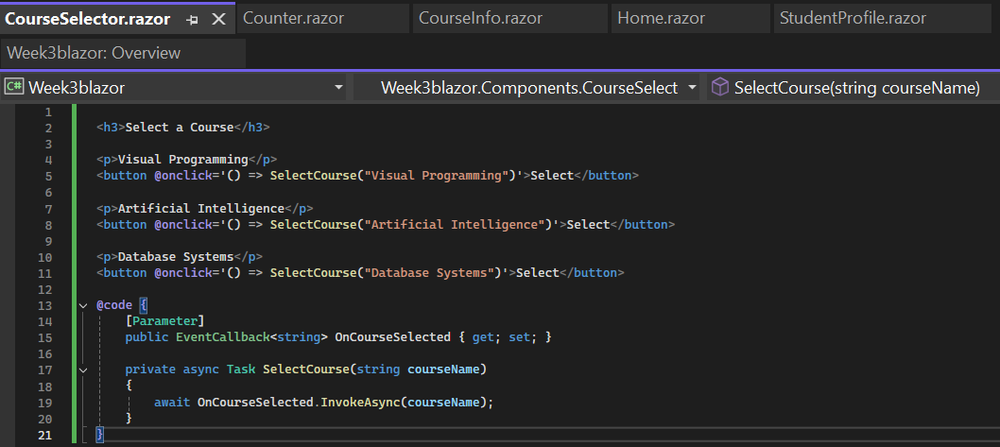 CourseSelector.razor
Counter.razor
CourseInfo.razor
Home.razor
StudentProfile.razor
Week3blazor: Overview
C# Week3blazor
Week3blazor.Components.CourseSelect
SelectCourse(string courseName)
1
2 <h3>Select a Course</h3>
3
4 <p>Visual Programming</p>
5 <button @onclick='() => SelectCourse("Visual Programming")'>Select</button>
6
7 <p>Artificial Intelligence</p>
8 <button @onclick='() => SelectCourse("Artificial Intelligence")'>Select</button>
9
10 <p>Database Systems</p>
11 <button @onclick='() => SelectCourse("Database Systems")'>Select</button>
12
13 @code {
14     [Parameter]
15     public EventCallback<string> OnCourseSelected { get; set; }
16
17     private async Task SelectCourse(string courseName)
18     {
19         await OnCourseSelected.InvokeAsync(courseName);
20     }
21 }